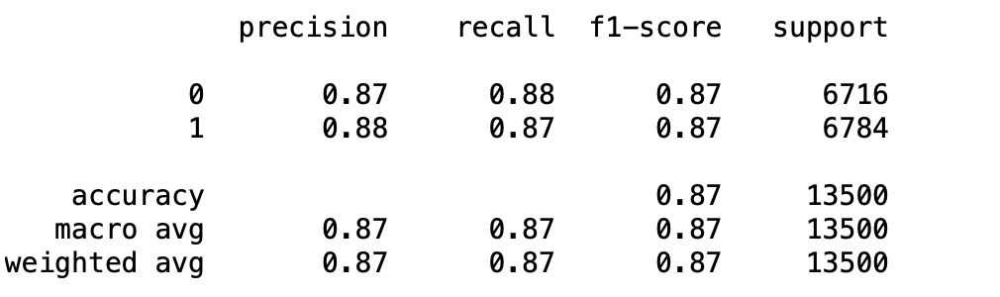 precision recall f1-score support
0 0.87 0.88 0.87 6716
1 0.88 0.87 0.87 6784
accuracy 0.87 13500
macro avg 0.87 0.87 0.87 13500
weighted avg 0.87 0.87 0.87 13500